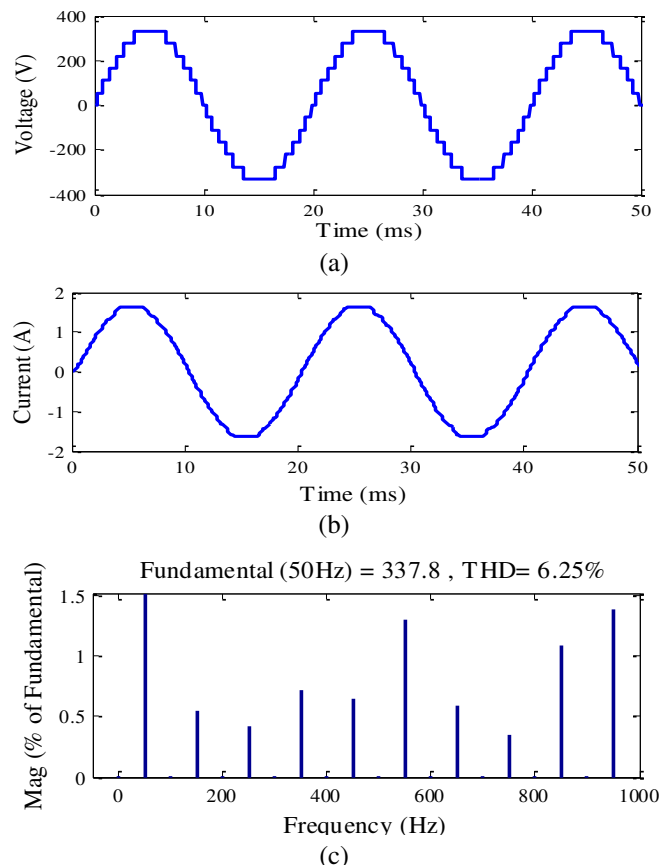 400
200
0
-200
-400
Voltage (V)
0 10 20 30 40 50
Time (ms)
(a)
2
1
0
-1
-2
Current (A)
0 10 20 30 40 50
Time (ms)
(b)
Fundamental (50Hz) = 337.8 , THD= 6.25%
1.5
1
0.5
0
Mag (% of Fundamental)
0 200 400 600 800 1000
Frequency (Hz)
(c)